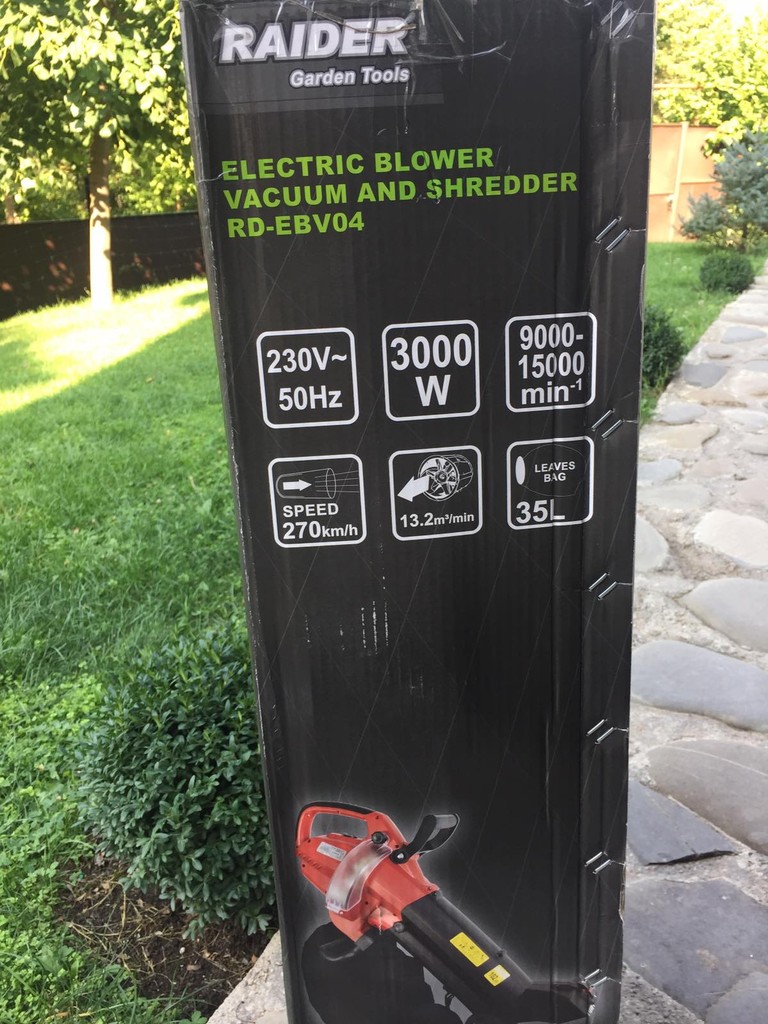 RAIDER
Garden Tools
ELECTRIC BLOWER
VACUUM AND SHREDDER
RD-EBV04
230V~
50Hz
3000
W
9000-
15000
min⁻¹
SPEED
270km/h
13.2m³/min
LEAVES
BAG
35L